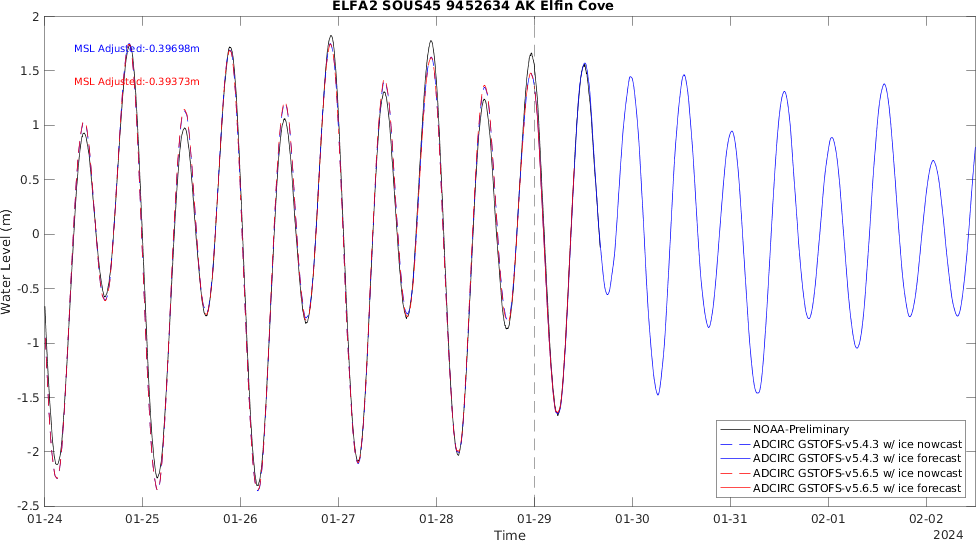 ELFA2 SOUS45 9452634 AK Elfin Cove
MSL Adjusted:-0.39698m
MSL Adjusted:-0.39373m
Water Level (m)
2
1.5
1
0.5
0
-0.5
-1
-1.5
-2
-2.5
01-24 01-25 01-26 01-27 01-28 01-29 01-30 01-31 02-01 02-02
Time
2024
NOAA-Preliminary
ADCIRC GSTOFS-v5.4.3 w/ ice nowcast
ADCIRC GSTOFS-v5.4.3 w/ ice forecast
ADCIRC GSTOFS-v5.6.5 w/ ice nowcast
ADCIRC GSTOFS-v5.6.5 w/ ice forecast